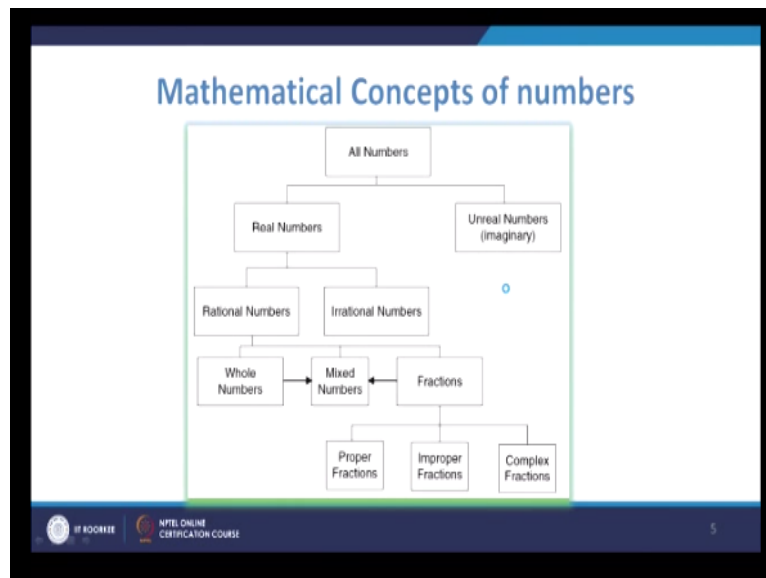 Mathematical Concepts of numbers
All Numbers
Real Numbers
Unreal Numbers
(imaginary)
Rational Numbers
Irrational Numbers
Whole
Numbers
Mixed
Numbers
Fractions
Proper
Fractions
Improper
Fractions
Complex
Fractions
IIT ROORKEE
NPTEL ONLINE
CERTIFICATION COURSE
5